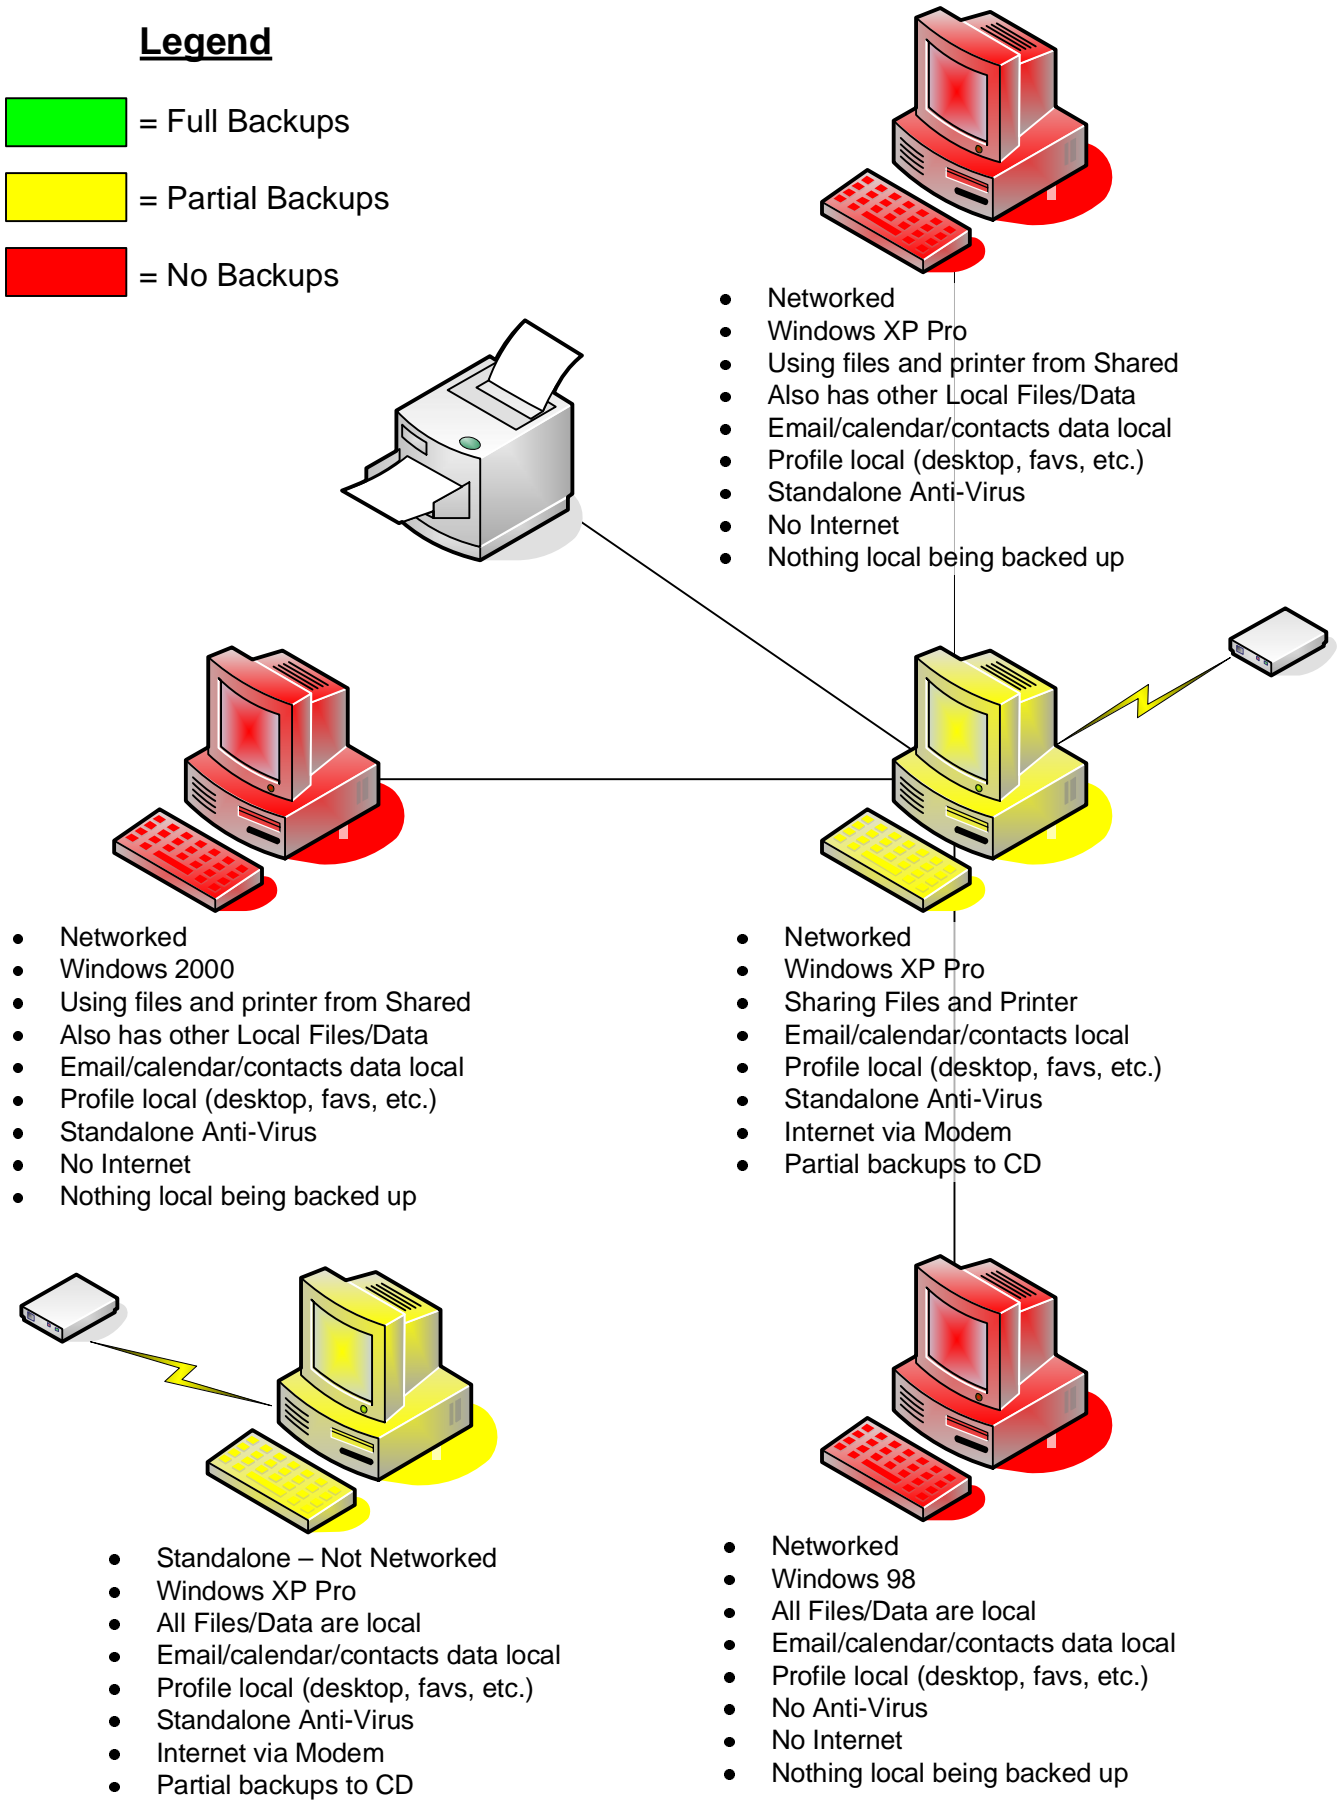 Legend
= Full Backups
= Partial Backups
= No Backups
• Networked
• Windows XP Pro
• Using files and printer from Shared
• Also has other Local Files/Data
• Email/calendar/contacts data local
• Profile local (desktop, favs, etc.)
• Standalone Anti-Virus
• No Internet
• Nothing local being backed up
• Networked
• Windows 2000
• Using files and printer from Shared
• Also has other Local Files/Data
• Email/calendar/contacts data local
• Profile local (desktop, favs, etc.)
• Standalone Anti-Virus
• No Internet
• Nothing local being backed up
• Networked
• Windows XP Pro
• Sharing Files and Printer
• Email/calendar/contacts local
• Profile local (desktop, favs, etc.)
• Standalone Anti-Virus
• Internet via Modem
• Partial backups to CD
• Standalone – Not Networked
• Windows XP Pro
• All Files/Data are local
• Email/calendar/contacts data local
• Profile local (desktop, favs, etc.)
• Standalone Anti-Virus
• Internet via Modem
• Partial backups to CD
• Networked
• Windows 98
• All Files/Data are local
• Email/calendar/contacts data local
• Profile local (desktop, favs, etc.)
• No Anti-Virus
• No Internet
• Nothing local being backed up